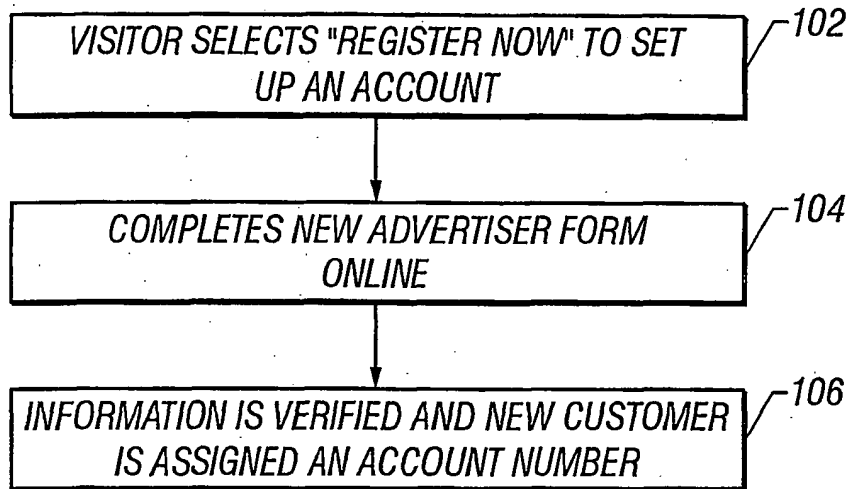 VISITOR SELECTS "REGISTER NOW" TO SET
UP AN ACCOUNT
102
COMPLETES NEW ADVERTISER FORM
ONLINE
104
INFORMATION IS VERIFIED AND NEW CUSTOMER
IS ASSIGNED AN ACCOUNT NUMBER
106